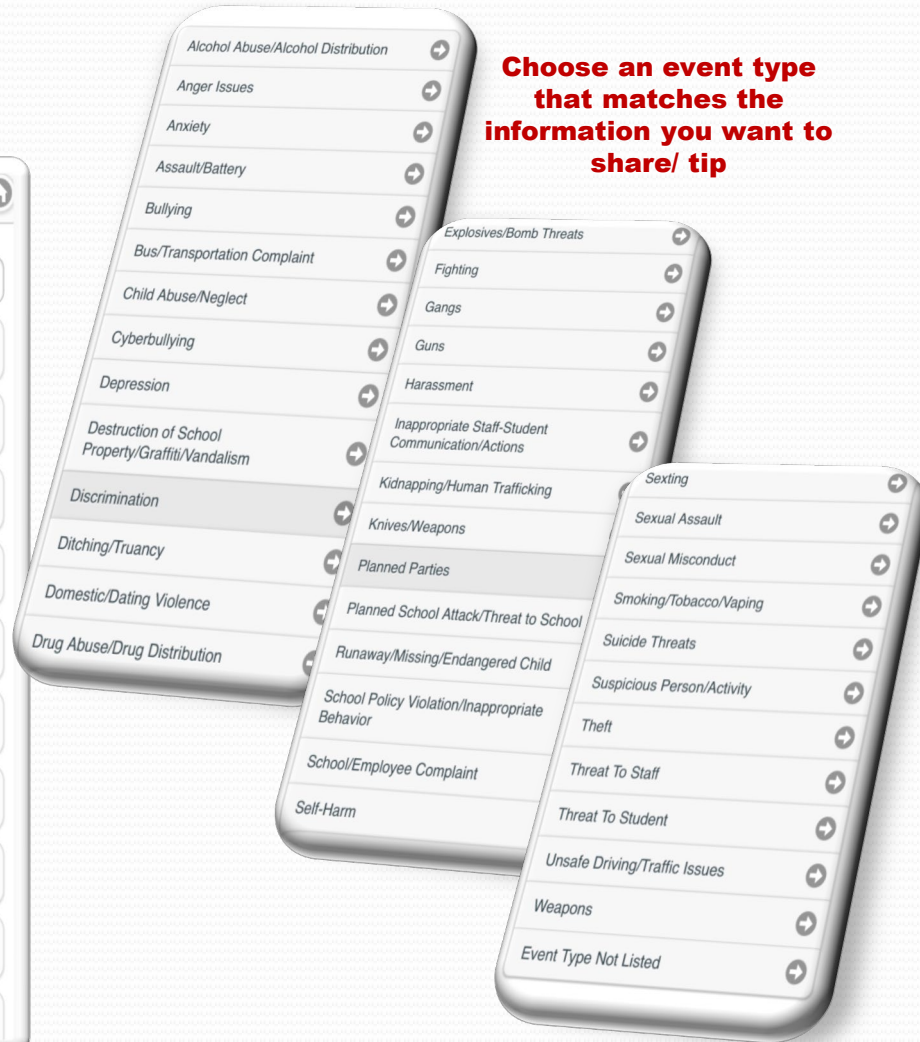 Choose an event type
that matches the
information you want to
share/ tip
Alcohol Abuse/Alcohol Distribution
Anger Issues
Anxiety
Assault/Battery
Bullying
Bus/Transportation Complaint
Child Abuse/Neglect
Cyberbullying
Depression
Destruction of School
Property/Graffiti/Vandalism
Discrimination
Ditching/Truancy
Domestic/Dating Violence
Drug Abuse/Drug Distribution
Explosives/Bomb Threats
Fighting
Gangs
Guns
Harassment
Inappropriate Staff-Student
Communication/Actions
Kidnapping/Human Trafficking
Knives/Weapons
Planned Parties
Planned School Attack/Threat to School
Runaway/Missing/Endangered Child
School Policy Violation/Inappropriate
Behavior
School/Employee Complaint
Self-Harm
Sexting
Sexual Assault
Sexual Misconduct
Smoking/Tobacco/Vaping
Suicide Threats
Suspicious Person/Activity
Theft
Threat To Staff
Threat To Student
Unsafe Driving/Traffic Issues
Weapons
Event Type Not Listed